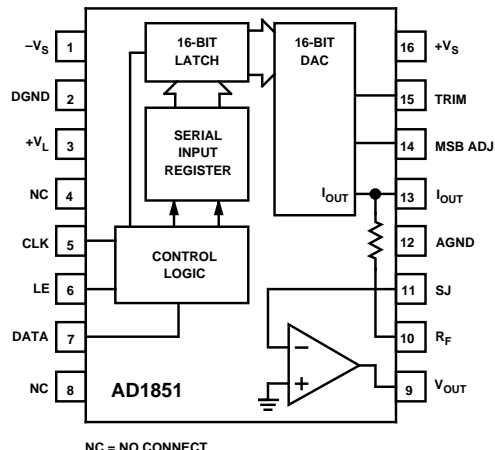 –VS 1
DGND 2
+VL 3
NC 4
CLK 5
LE 6
DATA 7
NC 8
16-BIT
LATCH
SERIAL
INPUT
REGISTER
CONTROL
LOGIC
16-BIT
DAC
IOUT
AD1851
–
+
16 +VS
15 TRIM
14 MSB ADJ
13 IOUT
12 AGND
11 SJ
10 RF
9 VOUT
NC = NO CONNECT